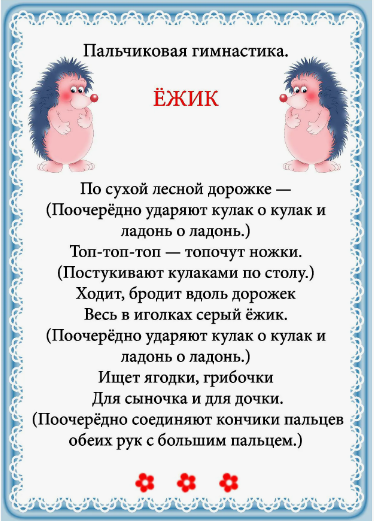 Пальчиковая гимнастика.
ЁЖИК
По сухой лесной дорожке —
(Поочерёдно ударяют кулак о кулак и
ладонь о ладонь.)
Топ-топ-топ — топочут ножки.
(Постукивают кулаками по столу.)
Ходит, бродит вдоль дорожек
Весь в иголках серый ёжик.
(Поочерёдно ударяют кулак о кулак и
ладонь о ладонь.)
Ищет ягодки, грибочки
Для сыночка и для дочки.
(Поочерёдно соединяют кончики пальцев
обеих рук с большим пальцем.)